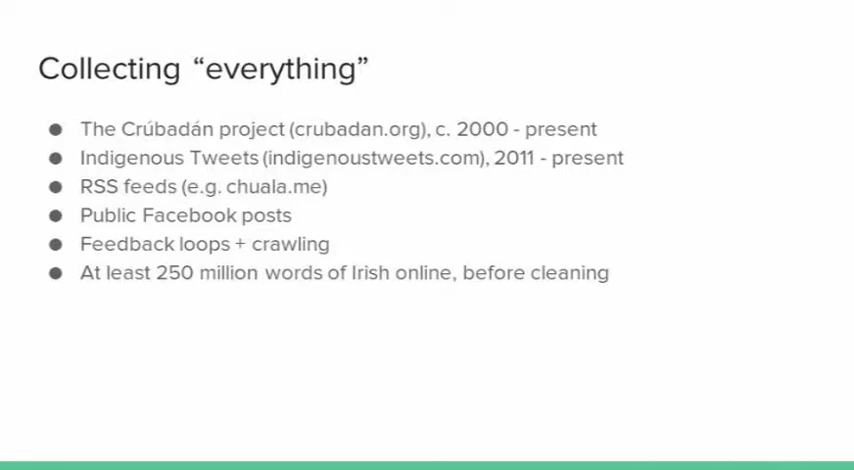 Collecting “everything”
● The Crúbadán project (crubadan.org), c. 2000 - present
● Indigenous Tweets (indigenoustweets.com), 2011 - present
● RSS feeds (e.g. chuala.me)
● Public Facebook posts
● Feedback loops + crawling
● At least 250 million words of Irish online, before cleaning